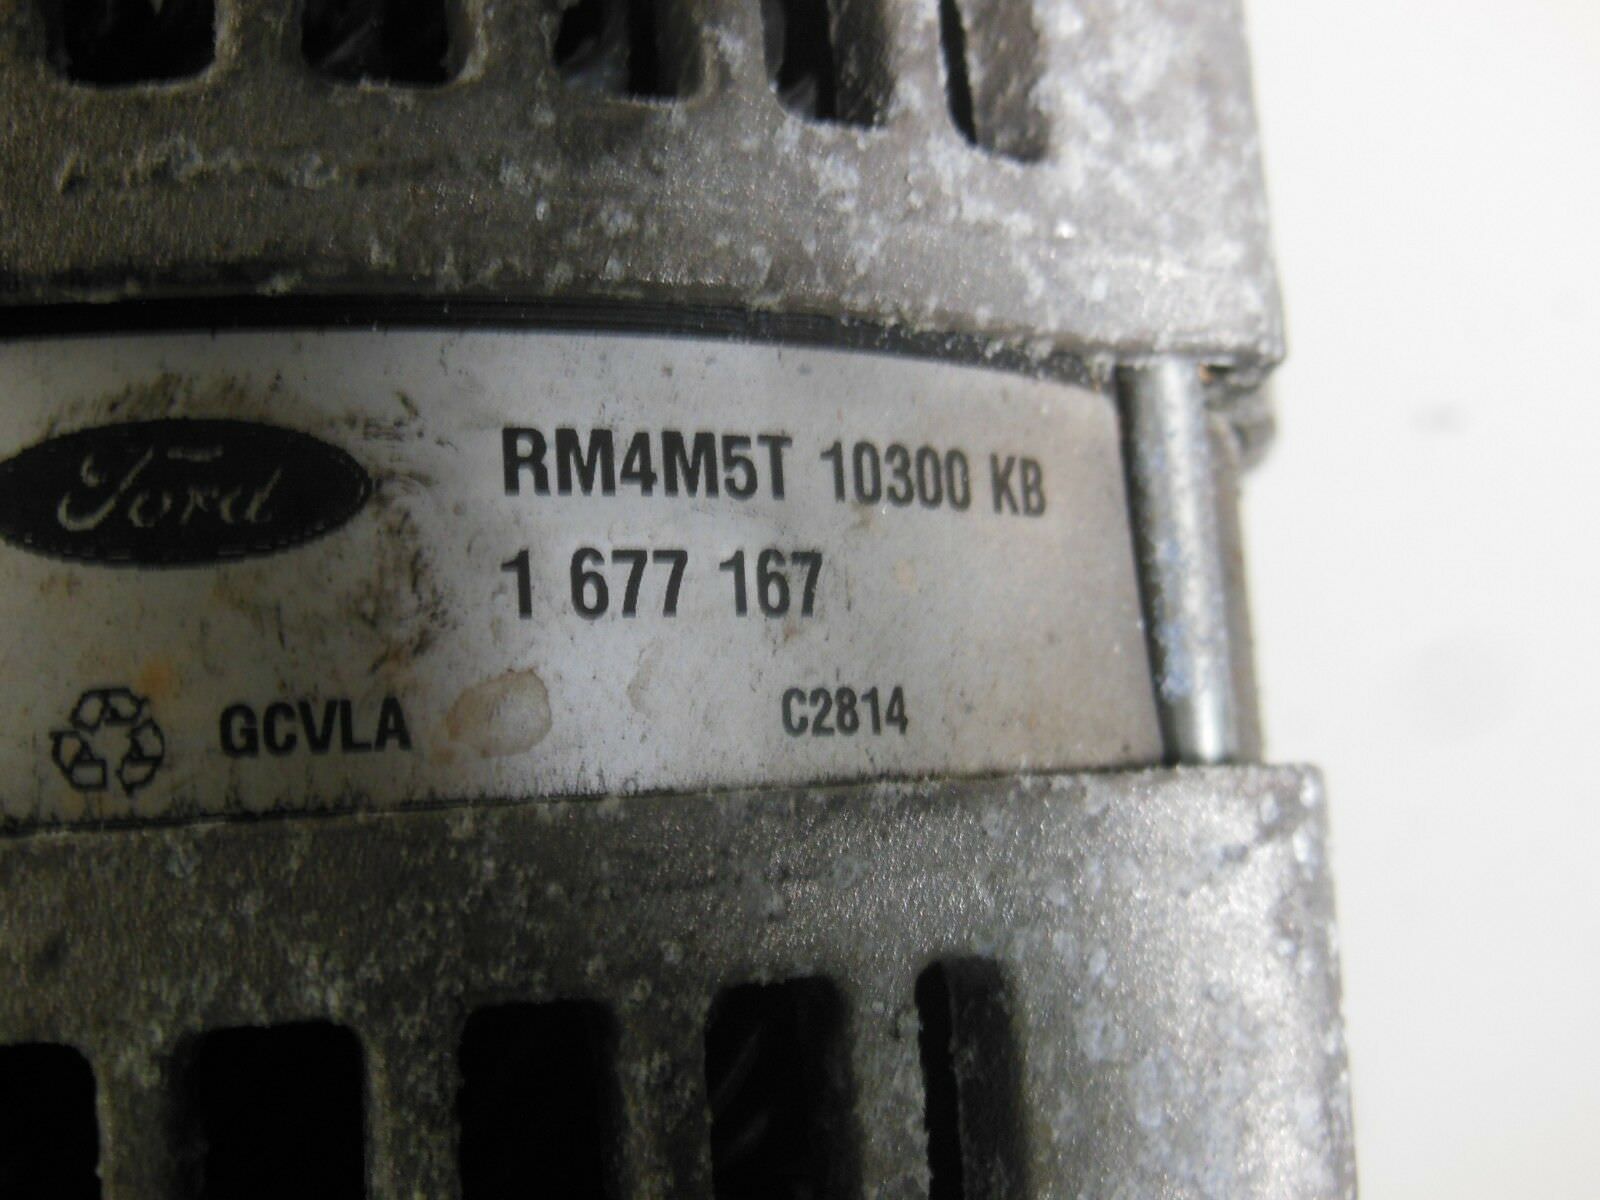 Ford
RM4M5T 10300 KB
1 677 167
GCVLA
C2814